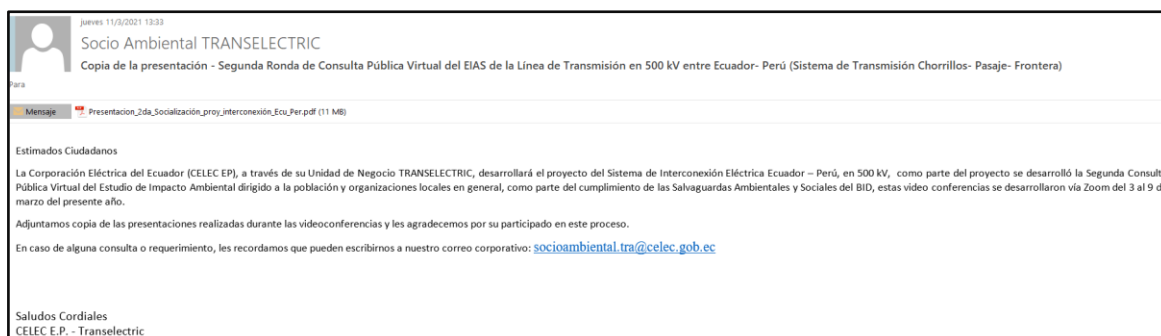 jueves 11/3/2021 13:33
Socio Ambiental TRANSELECTRIC
Copia de la presentación - Segunda Ronda de Consulta Pública Virtual del EIAS de la Línea de Transmisión en 500 kV entre Ecuador- Perú (Sistema de Transmisión Chorrillos- Pasaje- Frontera)
Para
Mensaje Presentacion_2da_Socialización_proy_interconexión_Ecu_Per.pdf (11 MB)
Estimados Ciudadanos
La Corporación Eléctrica del Ecuador (CELEC EP), a través de su Unidad de Negocio TRANSELECTRIC, desarrollará el proyecto del Sistema de Interconexión Eléctrica Ecuador – Perú, en 500 kV, como parte del proyecto se desarrolló la Segunda Consult
Pública Virtual del Estudio de Impacto Ambiental dirigido a la población y organizaciones locales en general, como parte del cumplimiento de las Salvaguardas Ambientales y Sociales del BID, estas video conferencias se desarrollaron vía Zoom del 3 al 9 d
marzo del presente año.
Adjuntamos copia de las presentaciones realizadas durante las videoconferencias y les agradecemos por su participado en este proceso.
En caso de alguna consulta o requerimiento, les recordamos que pueden escribirnos a nuestro correo corporativo: socioambiental.tra@celec.gob.ec
Saludos Cordiales
CELEC E.P. - Transelectric